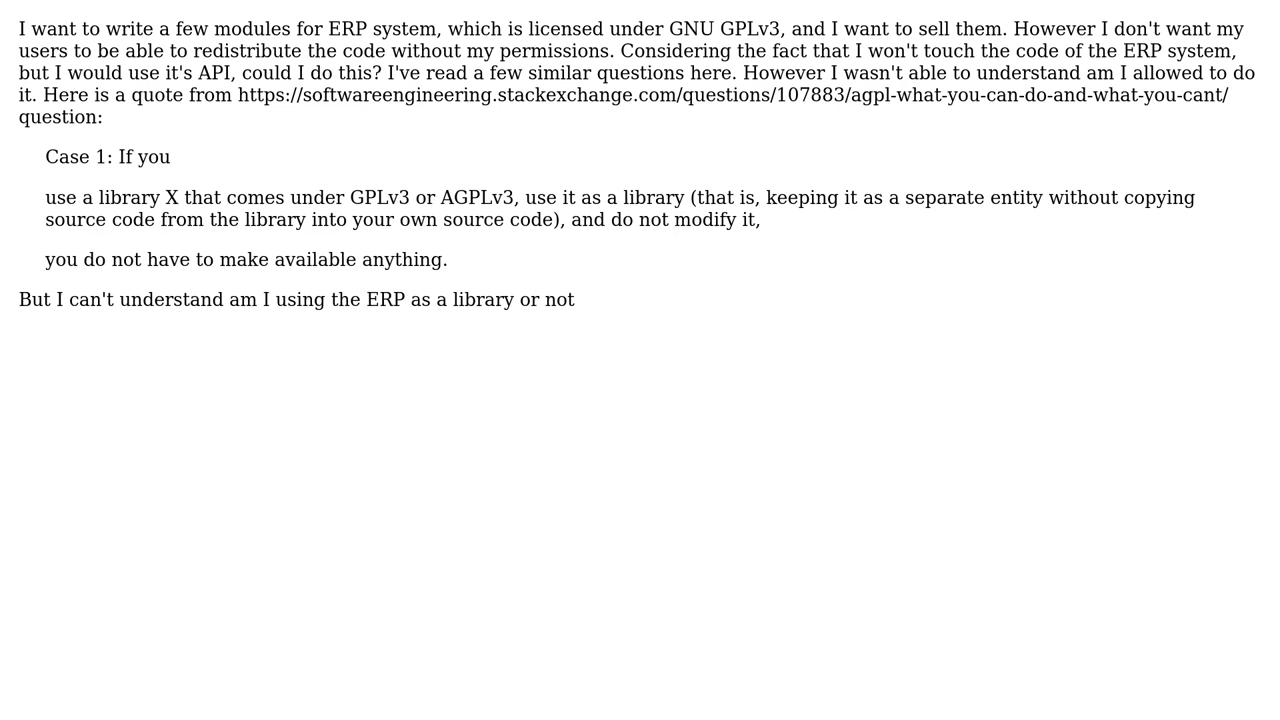 I want to write a few modules for ERP system, which is licensed under GNU GPLv3, and I want to sell them. However I don't want my
users to be able to redistribute the code without my permissions. Considering the fact that I won't touch the code of the ERP system,
but I would use it's API, could I do this? I've read a few similar questions here. However I wasn't able to understand am I allowed to do
it. Here is a quote from https://softwareengineering.stackexchange.com/questions/107883/agpl-what-you-can-do-and-what-you-cant/
question:
Case 1: If you
use a library X that comes under GPLv3 or AGPLv3, use it as a library (that is, keeping it as a separate entity without copying
source code from the library into your own source code), and do not modify it,
you do not have to make available anything.
But I can't understand am I using the ERP as a library or not